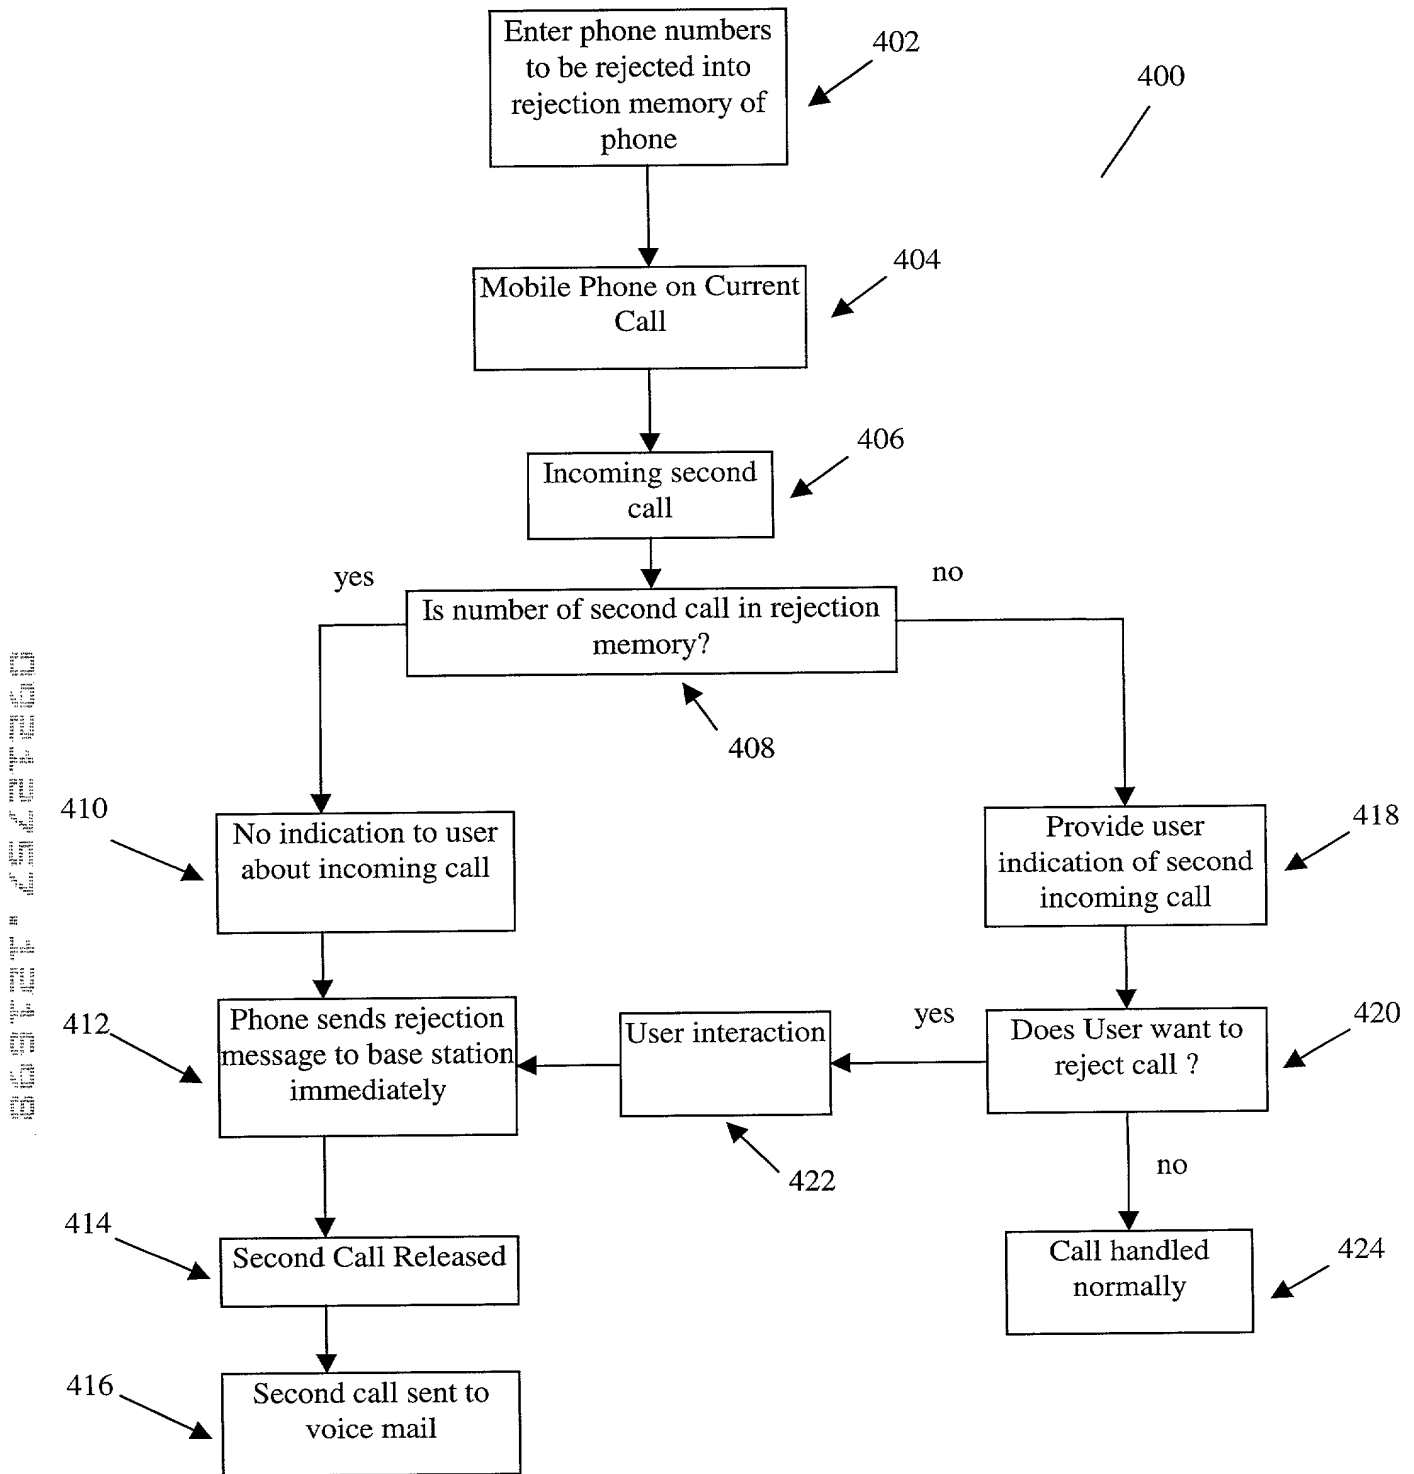 Enter phone numbers
to be rejected into
rejection memory of
phone
402
400
Mobile Phone on Current
Call
404
Incoming second
call
406
yes
no
Is number of second call in rejection
memory?
408
410
No indication to user
about incoming call
Provide user
indication of second
incoming call
418
412
Phone sends rejection
message to base station
immediately
User interaction
422
yes
Does User want to
reject call ?
420
no
414
Second Call Released
Call handled
normally
424
416
Second call sent to
voice mail